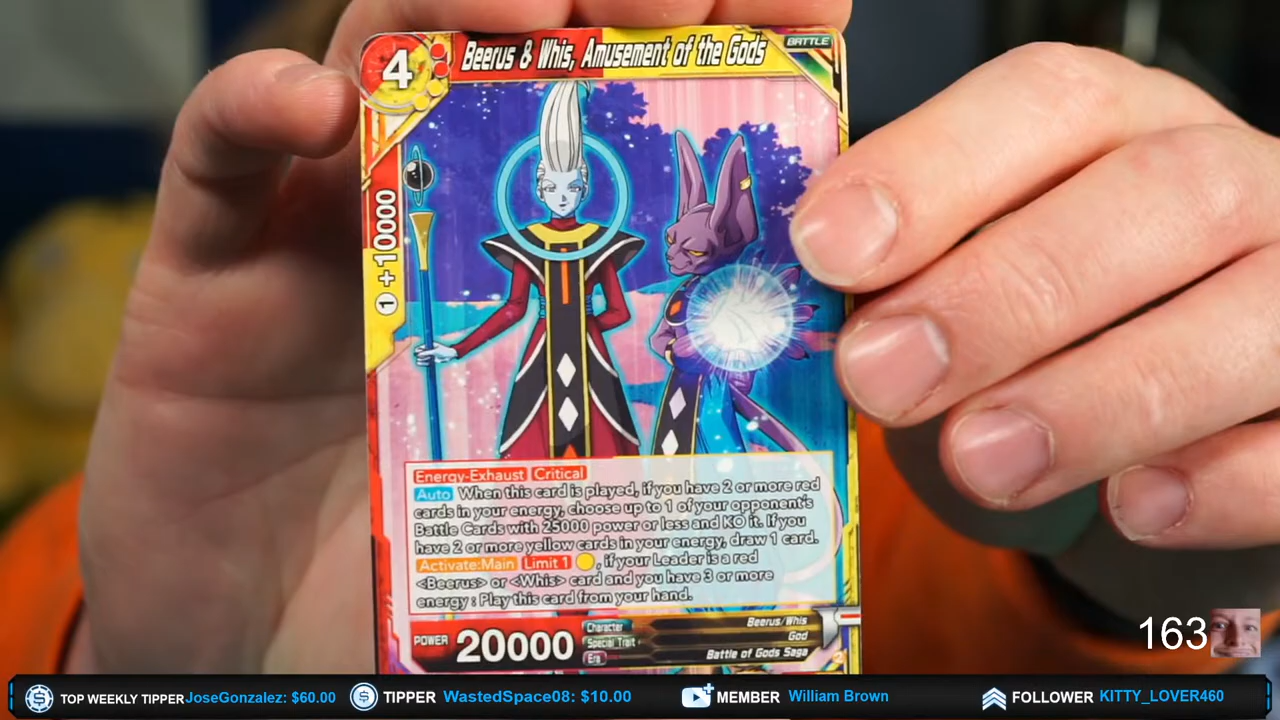 4
Beerus & Whis, Amusement of the Gods
BATTLE
1 +10000
Energy-Exhaust Critical
Auto When this card is played, if you have 2 or more red
cards in your energy, choose up to 1 of your opponent's
Battle Cards with 25000 power or less and KO it. If you
have 2 or more yellow cards in your energy, draw 1 card.
Activate:Main Limit 1 , if your Leader is a red
<Beerus> or <Whis> card and you have 3 or more
energy : Play this card from your hand.
POWER 20000
Character Beerus/Whis
Special Trait God
Era Battle of Gods Saga
163
TOP WEEKLY TIPPER JoseGonzalez: $60.00
TIPPER WastedSpace08: $10.00
MEMBER William Brown
FOLLOWER KITTY_LOVER460